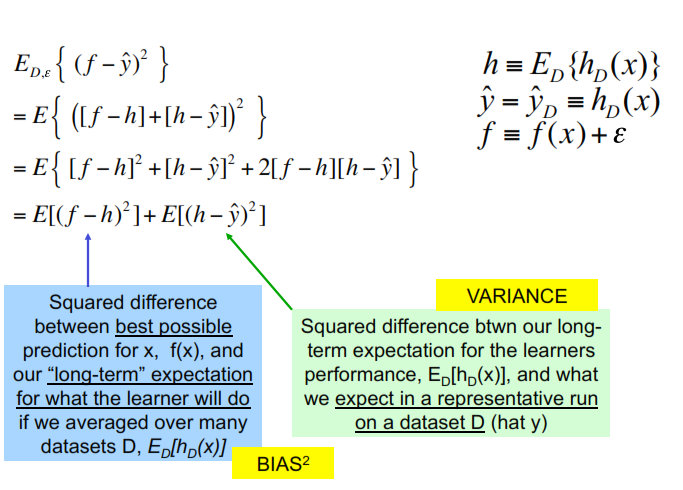 E_{D,ε}{ (f − ŷ)² }
= E{ ([f − h]+[h − ŷ])² }
= E{ [f − h]² +[h − ŷ]² +2[f − h][h − ŷ] }
= E[(f − h)²]+ E[(h − ŷ)²]
h ≡ E_D{h_D(x)}
ŷ = ŷ_D ≡ h_D(x)
f ≡ f(x)+ ε
Squared difference
between best possible
prediction for x, f(x), and
our “long-term” expectation
for what the learner will do
if we averaged over many
datasets D, E_D[h_D(x)]
BIAS²
VARIANCE
Squared difference btwn our long-
term expectation for the learners
performance, E_D[h_D(x)], and what
we expect in a representative run
on a dataset D (hat y)